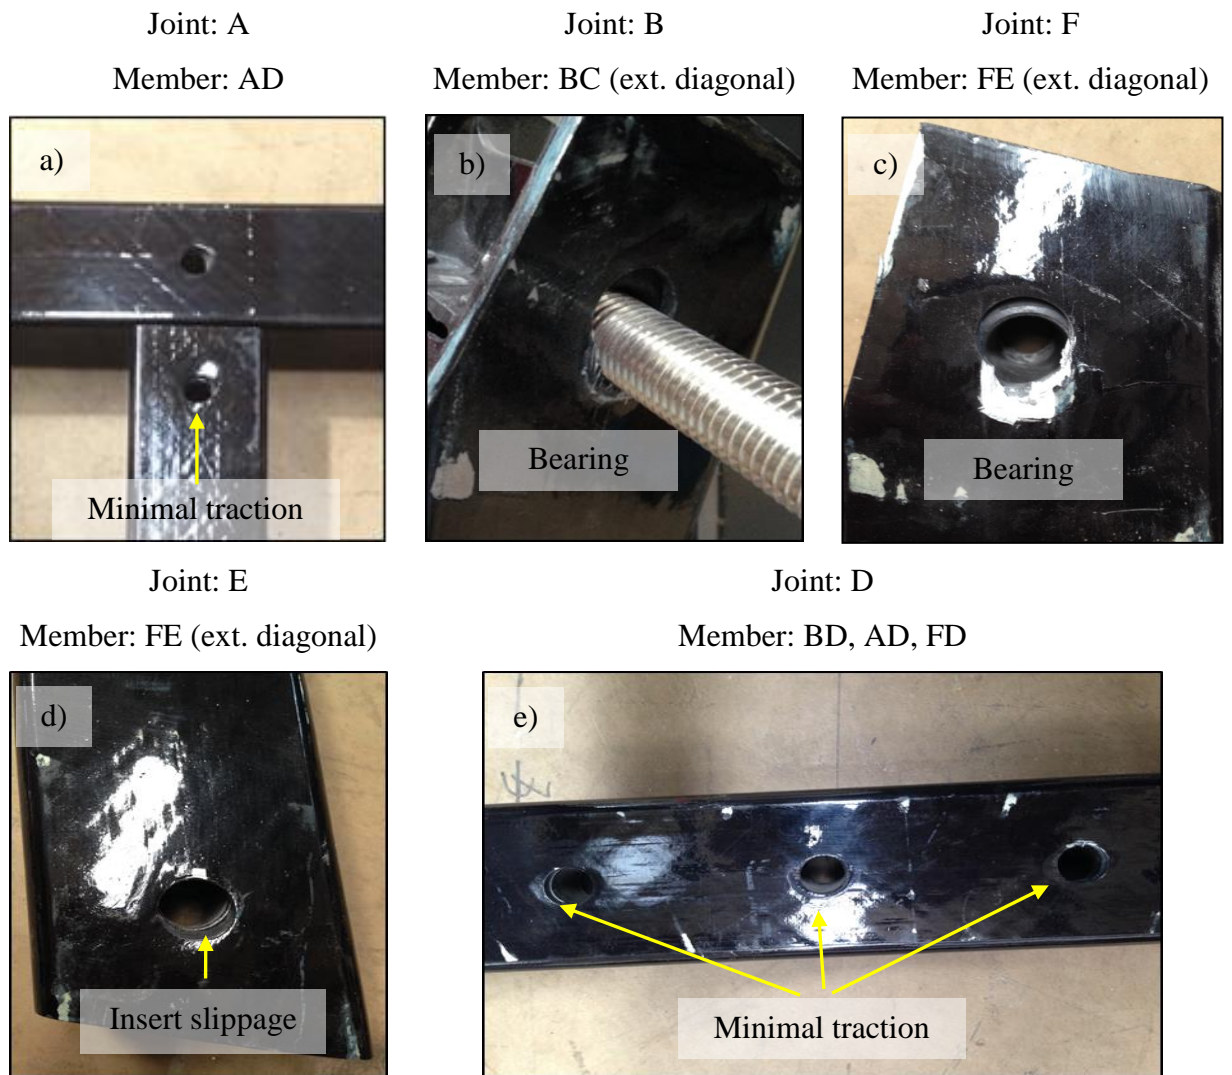 Joint: A
Member: AD
Joint: B
Member: BC (ext. diagonal)
Joint: F
Member: FE (ext. diagonal)
a)
Minimal traction
b)
Bearing
c)
Bearing
Joint: E
Member: FE (ext. diagonal)
Joint: D
Member: BD, AD, FD
d)
Insert slippage
e)
Minimal traction